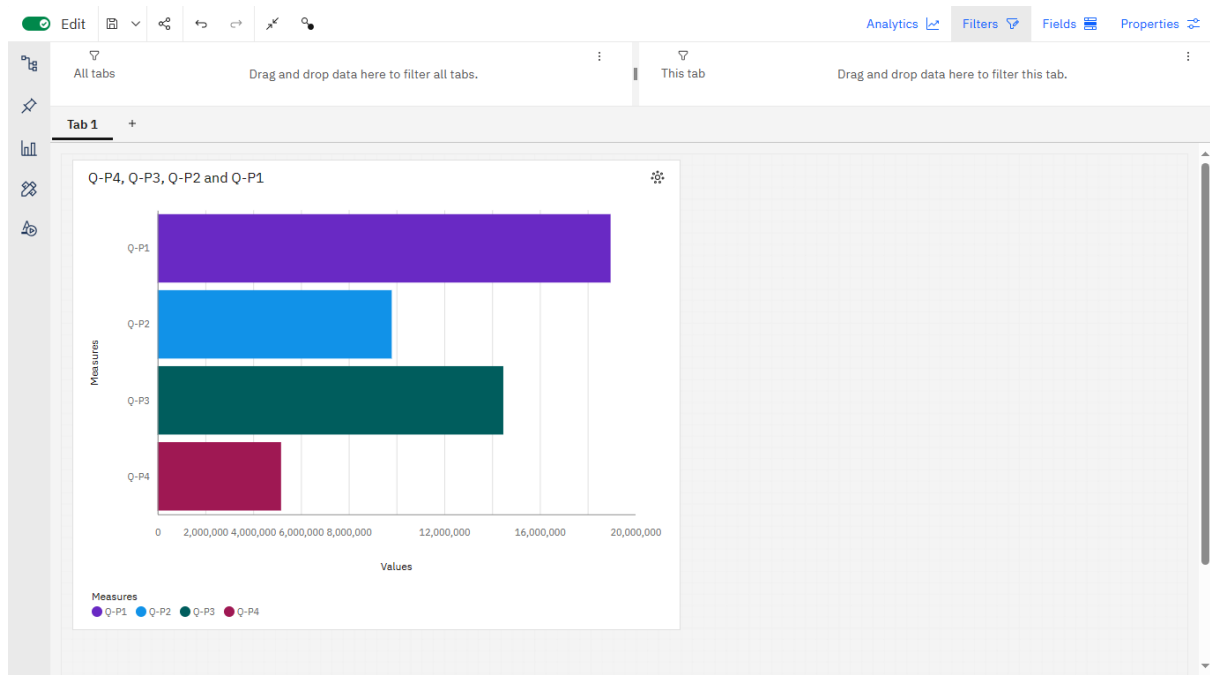 Edit
Analytics Filters Fields Properties
All tabs
Drag and drop data here to filter all tabs.
This tab
Drag and drop data here to filter this tab.
Tab 1 +
Q-P4, Q-P3, Q-P2 and Q-P1
Q-P1
Q-P2
Q-P3
Q-P4
Measures
0 2,000,000 4,000,000 6,000,000 8,000,000 12,000,000 16,000,000 20,000,000
Values
Measures
Q-P1 Q-P2 Q-P3 Q-P4